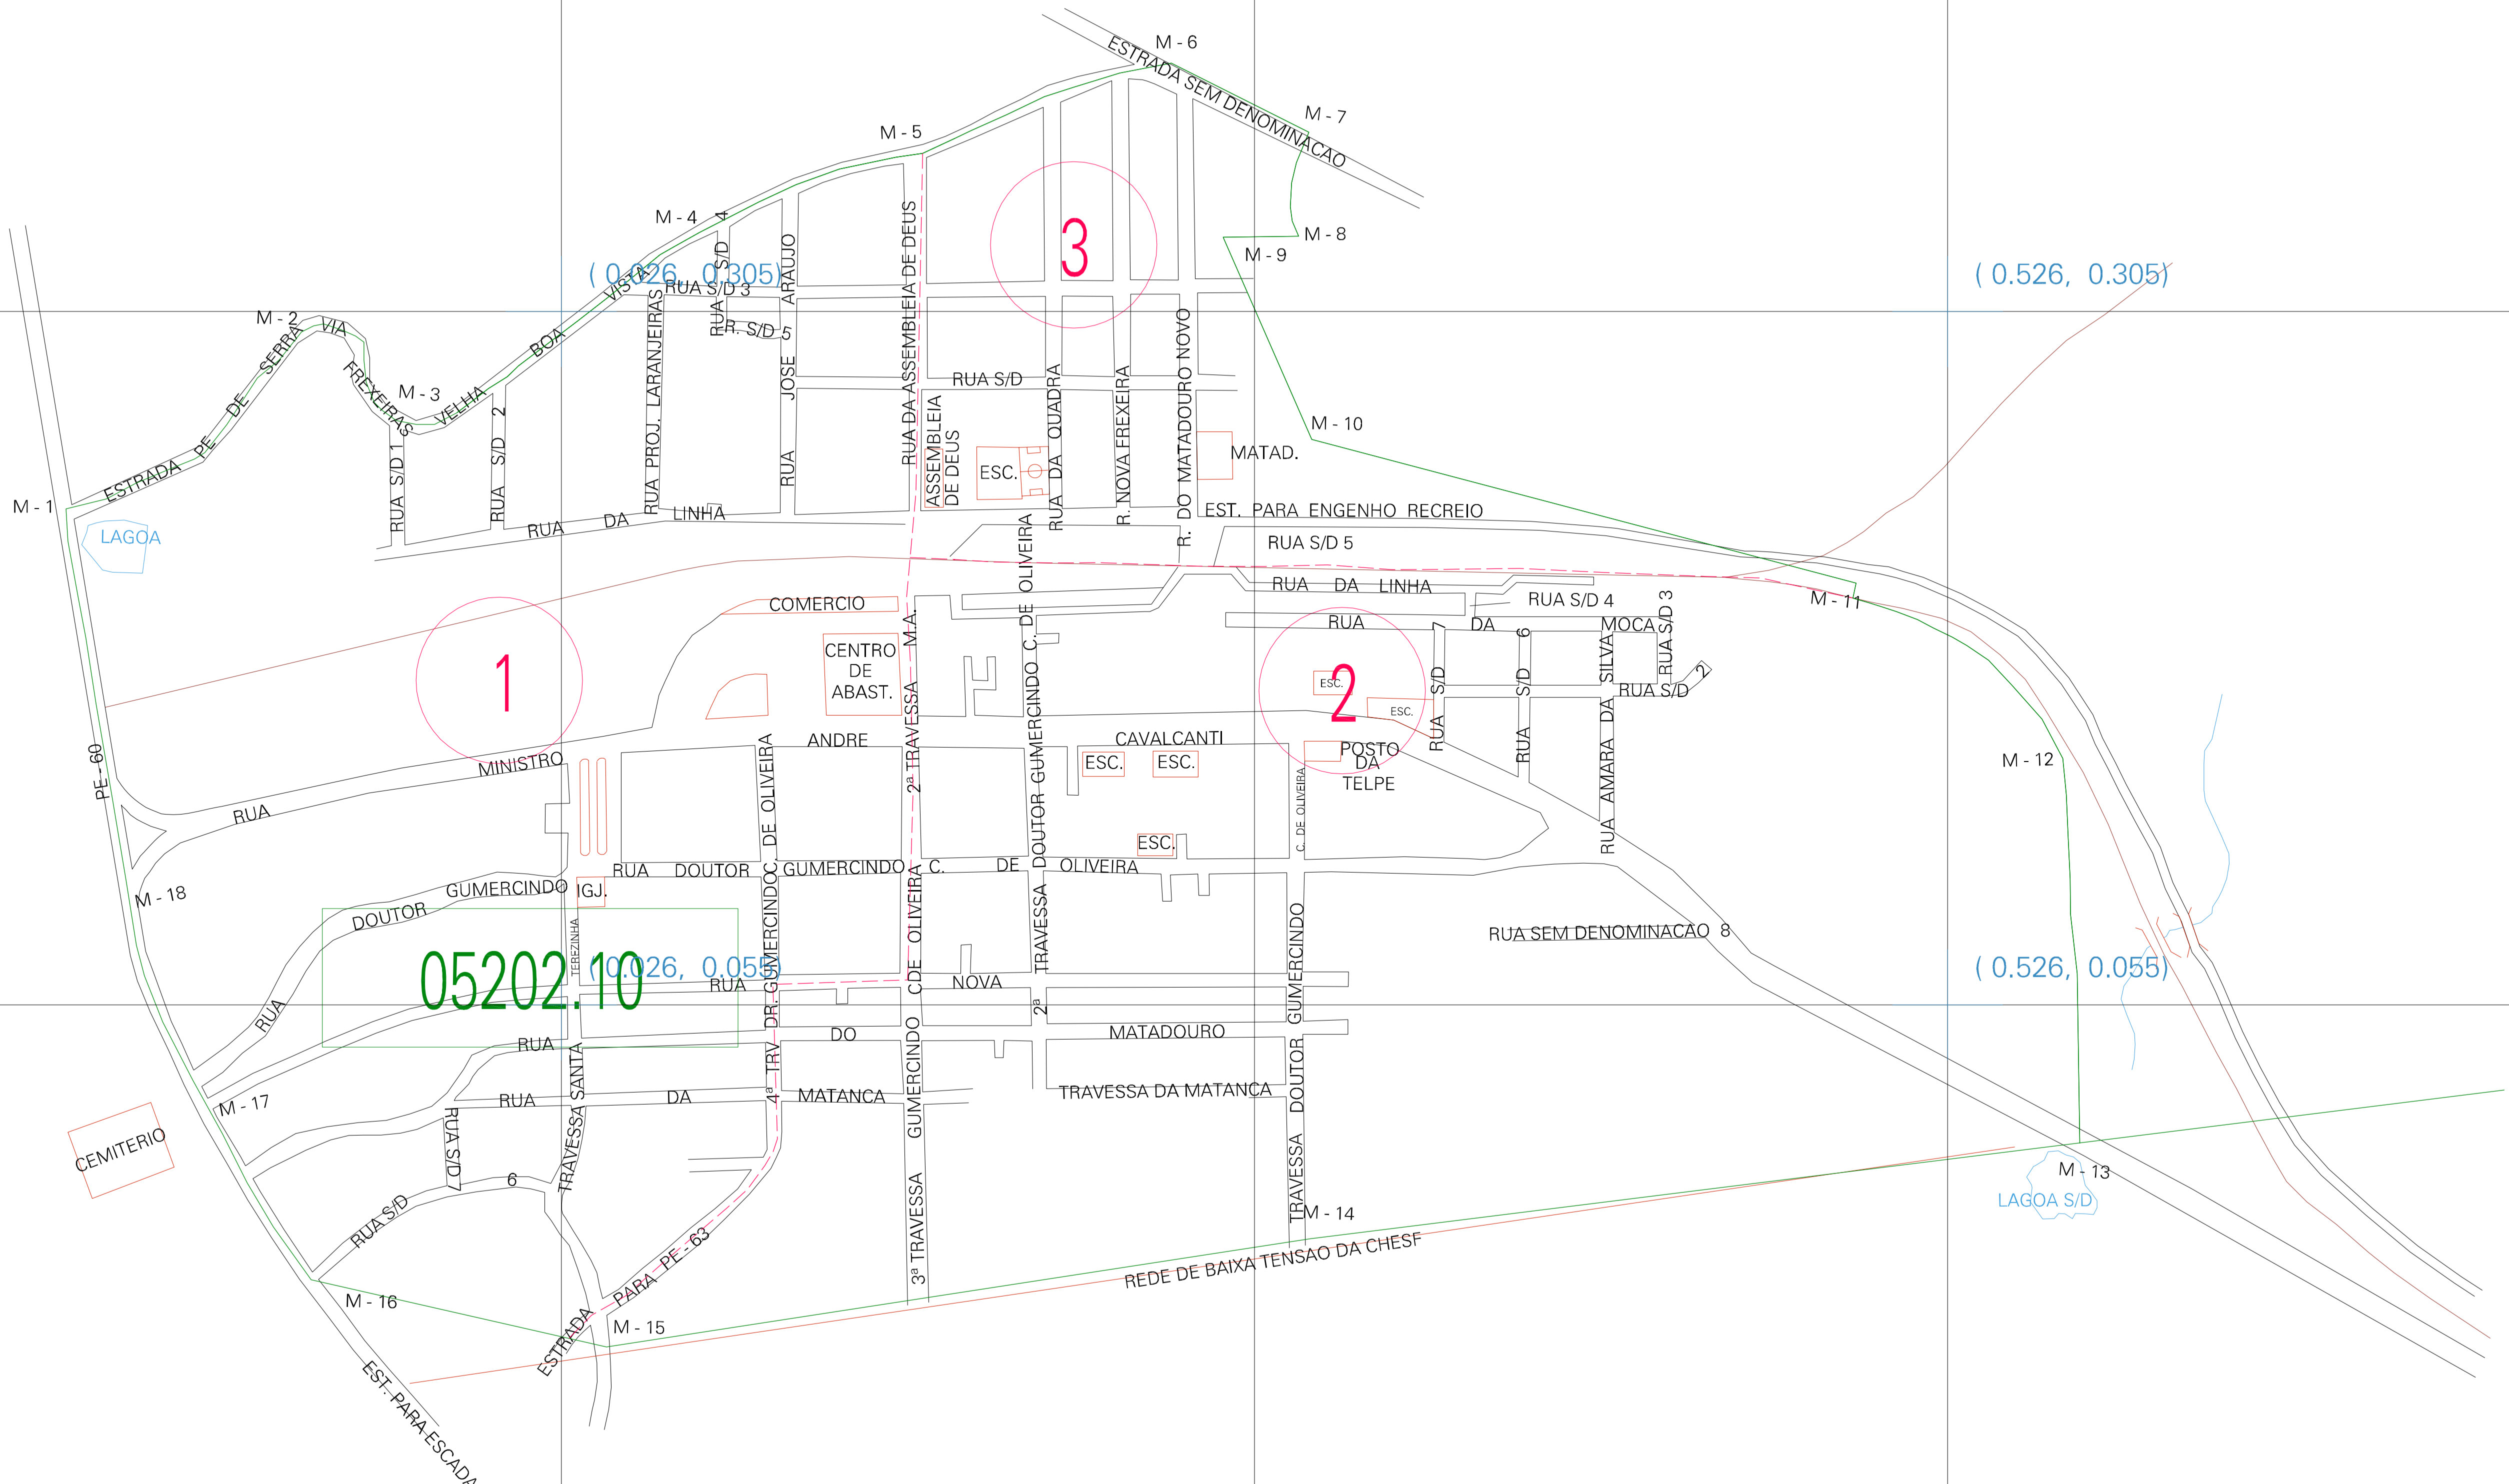 M - 6
ESTRADA SEM DENOMINACAO
M - 7
M - 5
M - 4
M - 8
M - 9
3
( 0.026, 0.305)
( 0.526, 0.305)
RUA S/D 4
RUA S/D 3
R. S/D 5
RUA JOSE ARAUJO
RUA DA ASSEMBLEIA DE DEUS
RUA PROJ. LARANJEIRAS
M - 2
VIA
FREXEIRAS
VELHA BOA VISTA
M - 3
ESTRADA PE DE SERRA
M - 1
LAGOA
RUA S/D 1
RUA S/D 2
RUA DA LINHA
RUA S/D
ASSEMBLEIA
DE DEUS
ESC.
RUA DA QUADRA
R. NOVA FREXEIRA
R. DO MATADOURO NOVO
MATAD.
M - 10
EST. PARA ENGENHO RECREIO
RUA S/D 5
RUA DA LINHA
RUA S/D 4
RUA DA MOCA
RUA S/D 3
M - 11
COMERCIO
CENTRO
DE
ABAST.
1
2
ESC.
ESC.
RUA S/D 7
RUA S/D 6
RUA AMARA DA SILVA
RUA S/D 2
M - 12
PE - 60
RUA MINISTRO ANDRE CAVALCANTI
ESC.
ESC.
POSTO
DA
TELPE
ESC.
C. DE OLIVEIRA
2ª TRAVESSA M.A.
TRAVESSA DOUTOR GUMERCINDO C. DE OLIVEIRA
2ª
RUA DOUTOR GUMERCINDO C. DE OLIVEIRA
RUA DOUTOR GUMERCINDO
IGJ.
M - 18
05202.10
( 0.026, 0.055)
( 0.526, 0.055)
TEREZINHA
TRAVESSA SANTA
4ª TRV DR. GUMERCINDO C. DE OLIVEIRA
3ª TRAVESSA GUMERCINDO CDE OLIVEIRA
TRAVESSA DOUTOR GUMERCINDO
RUA SEM DENOMINACAO 8
RUA NOVA
RUA DO MATADOURO
RUA DA MATANCA
TRAVESSA DA MATANCA
M - 17
CEMITERIO
RUA S/D 7
RUA S/D 6
M - 13
LAGOA S/D
M - 14
REDE DE BAIXA TENSAO DA CHESF
M - 16
M - 15
ESTRADA PARA PE - 63
EST. PARA ESCADA